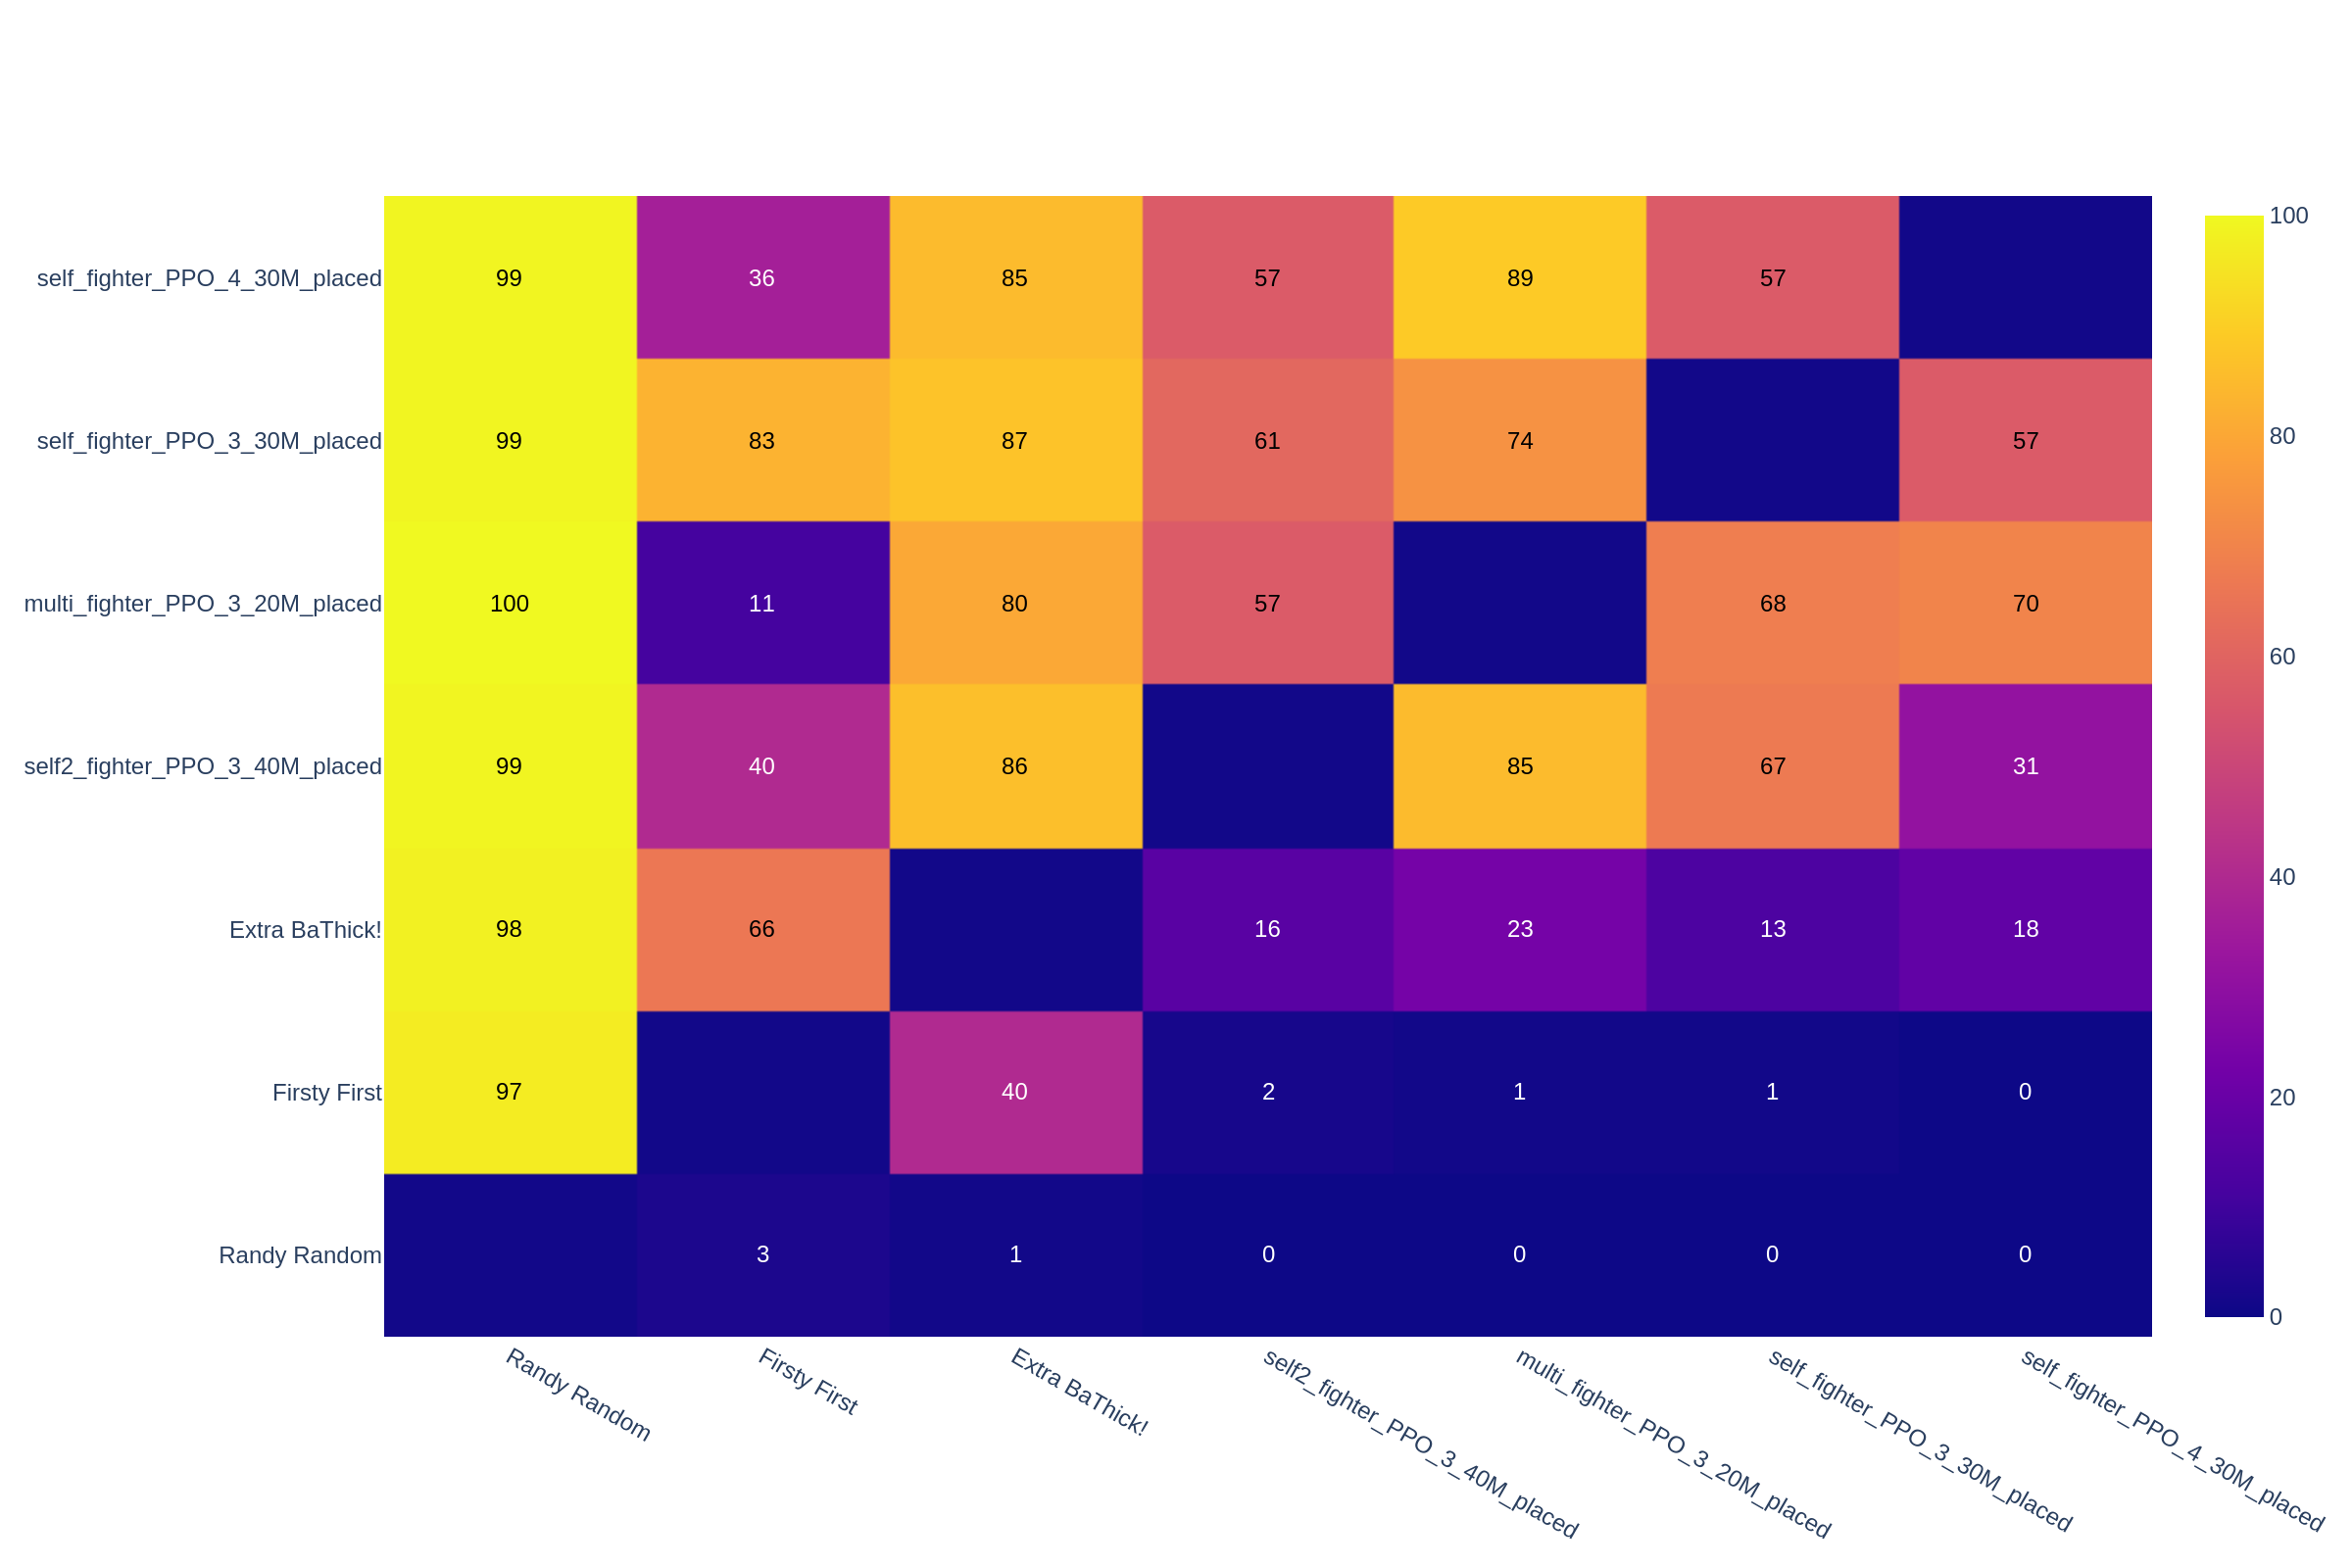 self_fighter_PPO_4_30M_placed 99 36 85 57 89 57
self_fighter_PPO_3_30M_placed 99 83 87 61 74 57
multi_fighter_PPO_3_20M_placed 100 11 80 57 68 70
self2_fighter_PPO_3_40M_placed 99 40 86 85 67 31
Extra BaThick! 98 66 16 23 13 18
Firsty First 97 40 2 1 1 0
Randy Random 3 1 0 0 0 0
Randy Random
Firsty First
Extra BaThick!
self2_fighter_PPO_3_40M_placed
multi_fighter_PPO_3_20M_placed
self_fighter_PPO_3_30M_placed
self_fighter_PPO_4_30M_placed
100
80
60
40
20
0